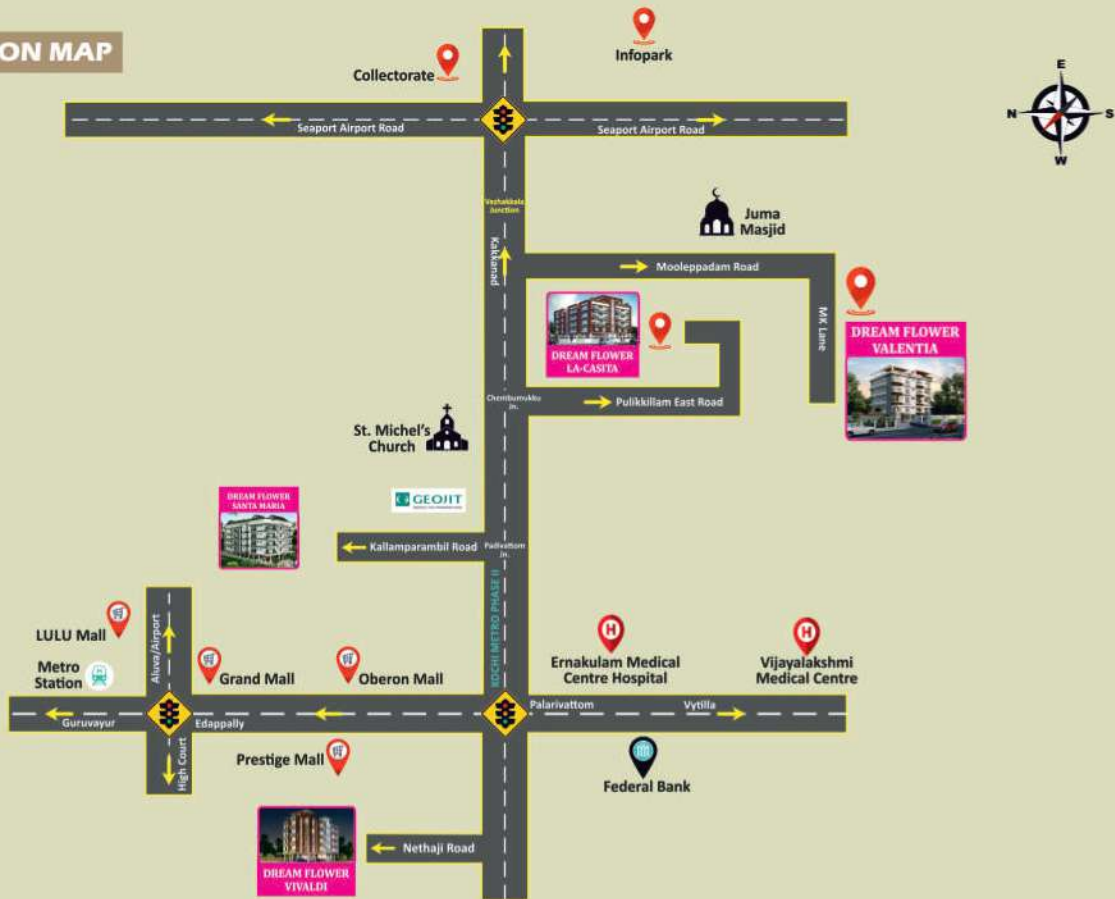 ON MAP
Infopark
Collectorate
E
N
S
W
Seaport Airport Road
Seaport Airport Road
Vazhakkala
Junction
Kakkanad
Juma
Masjid
Mooleppadam Road
MK Lane
DREAM FLOWER
VALENTIA
DREAM FLOWER
LA-CASITA
Chembumukku
Jn.
Pulikkillam East Road
St. Michel's
Church
GEOJIT
DREAM FLOWER
SANTA MARIA
Kallamparambil Road
Padivattom
Jn.
KOCHI METRO PHASE II
LULU Mall
Aluva/Airport
Metro
Station
Grand Mall
Oberon Mall
H
Ernakulam Medical
Centre Hospital
H
Vijayalakshmi
Medical Centre
Guruvayur
Edappally
Palarivattom
Vytilla
High Court
Prestige Mall
Federal Bank
Nethaji Road
DREAM FLOWER
VIVALDI